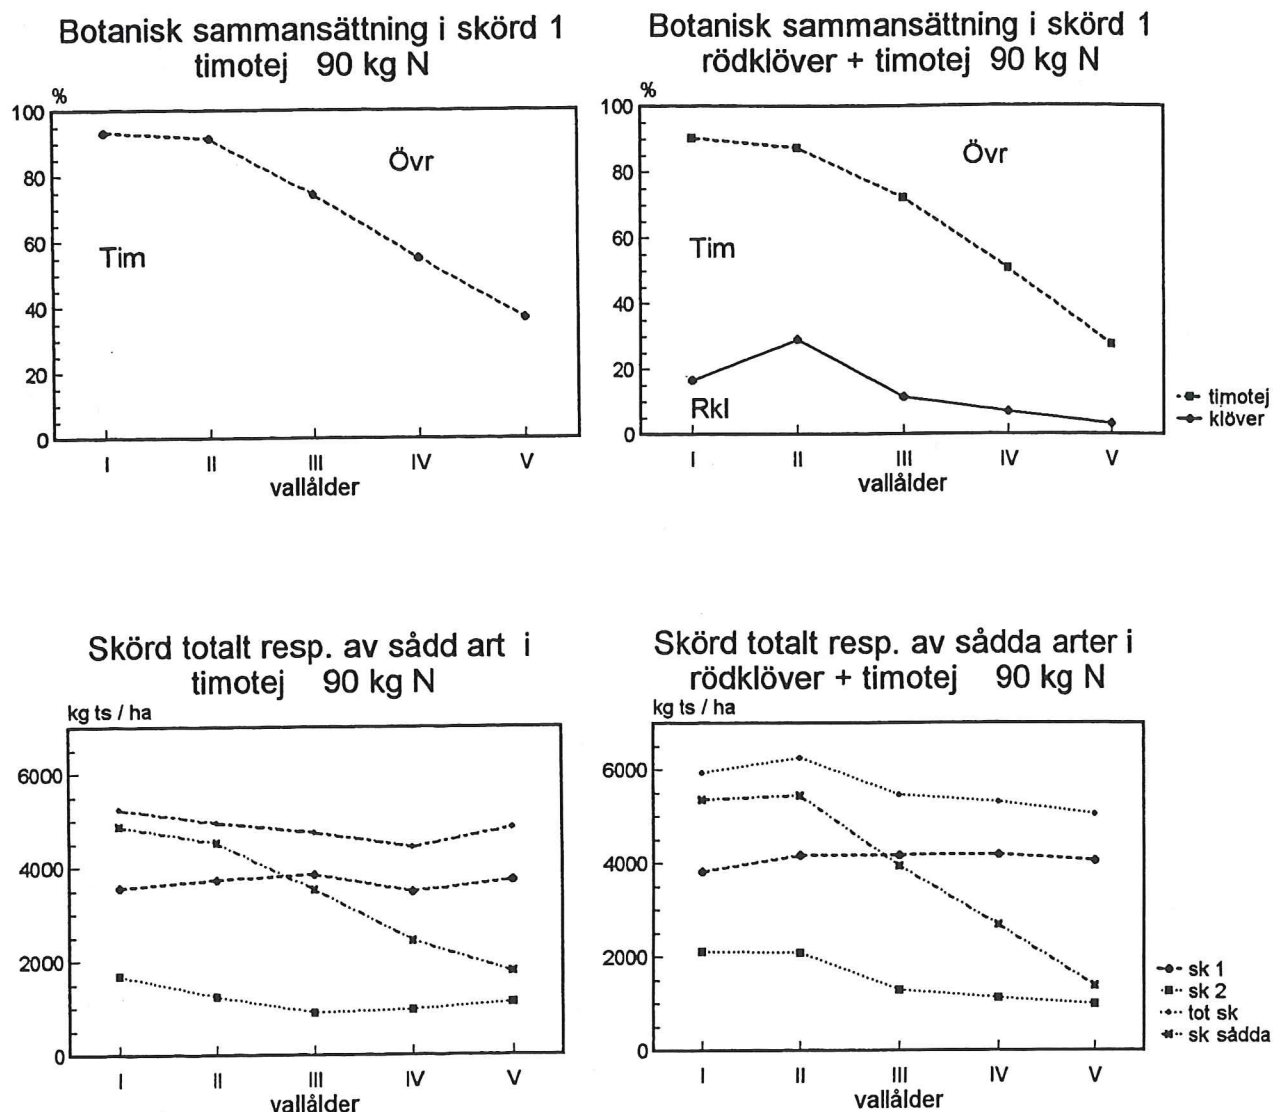 Botanisk sammansättning i skörd 1
timotej 90 kg N
%
100
80
60
40
20
0
Tim
Övr
I II III IV V
vallålder
Botanisk sammansättning i skörd 1
rödklöver + timotej 90 kg N
%
100
80
60
40
20
0
Övr
Tim
Rkl
timotej
klöver
I II III IV V
vallålder
Skörd totalt resp. av sådd art i
timotej 90 kg N
kg ts / ha
6000
4000
2000
0
I II III IV V
vallålder
Skörd totalt resp. av sådda arter i
rödklöver + timotej 90 kg N
kg ts / ha
6000
4000
2000
0
sk 1
sk 2
tot sk
sk sådda
I II III IV V
vallålder